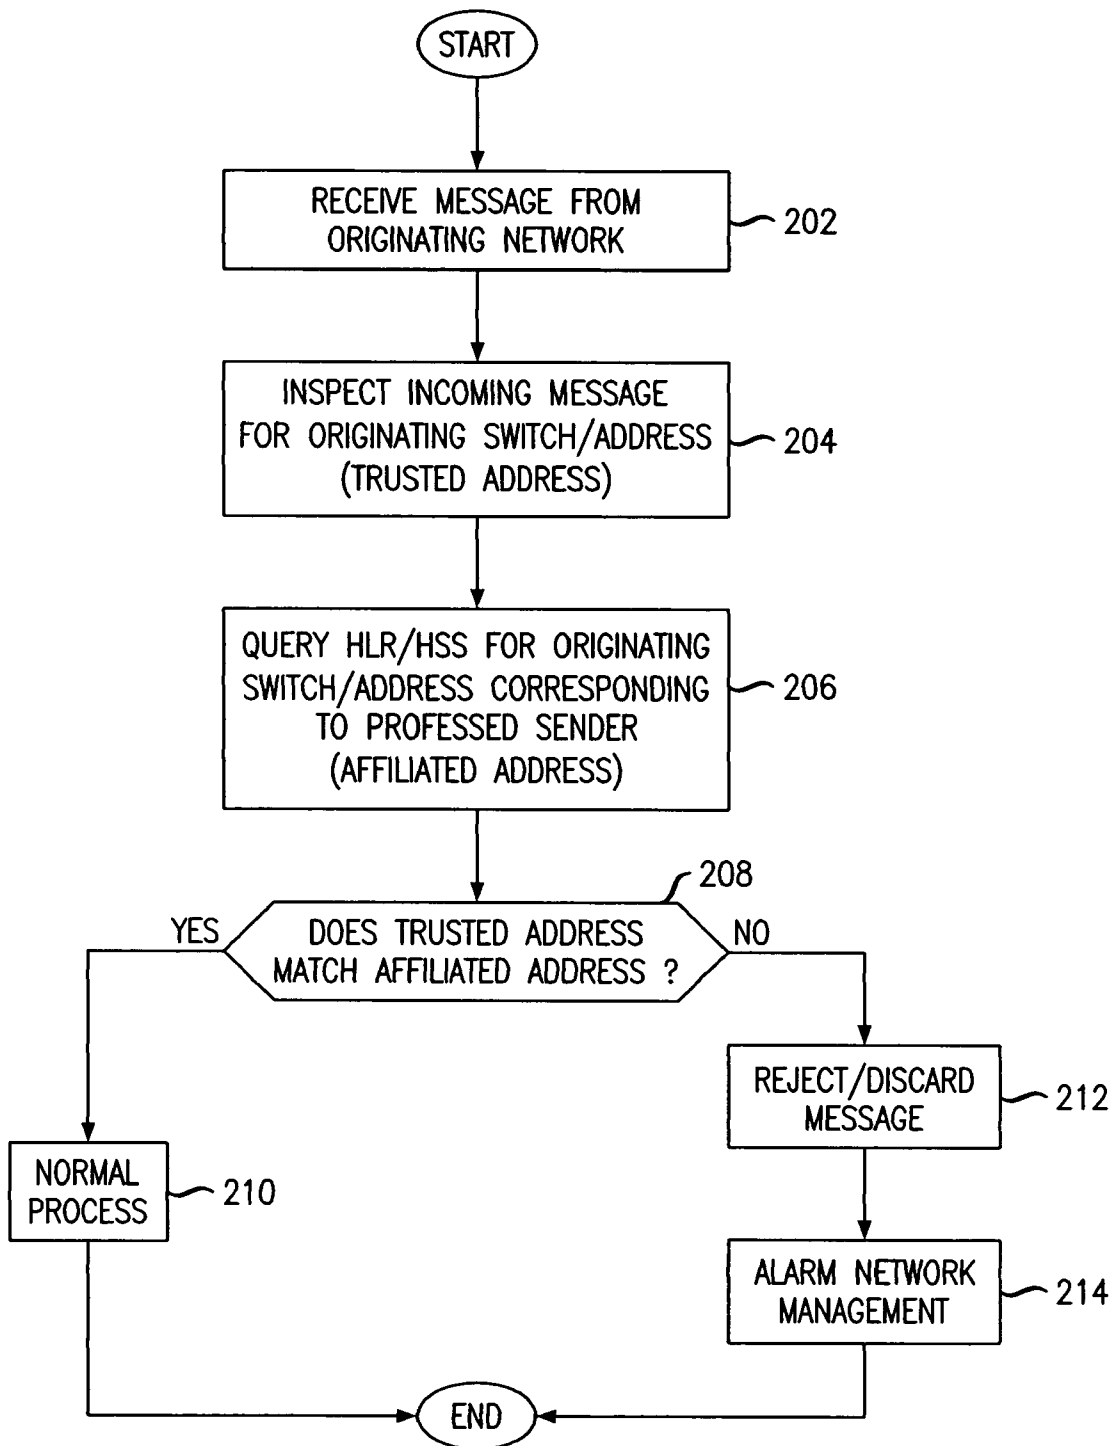 START
RECEIVE MESSAGE FROM
ORIGINATING NETWORK
202
INSPECT INCOMING MESSAGE
FOR ORIGINATING SWITCH/ADDRESS
(TRUSTED ADDRESS)
204
QUERY HLR/HSS FOR ORIGINATING
SWITCH/ADDRESS CORRESPONDING
TO PROFESSED SENDER
(AFFILIATED ADDRESS)
206
208
YES
DOES TRUSTED ADDRESS
MATCH AFFILIATED ADDRESS ?
NO
REJECT/DISCARD
MESSAGE
212
NORMAL
PROCESS
210
ALARM NETWORK
MANAGEMENT
214
END